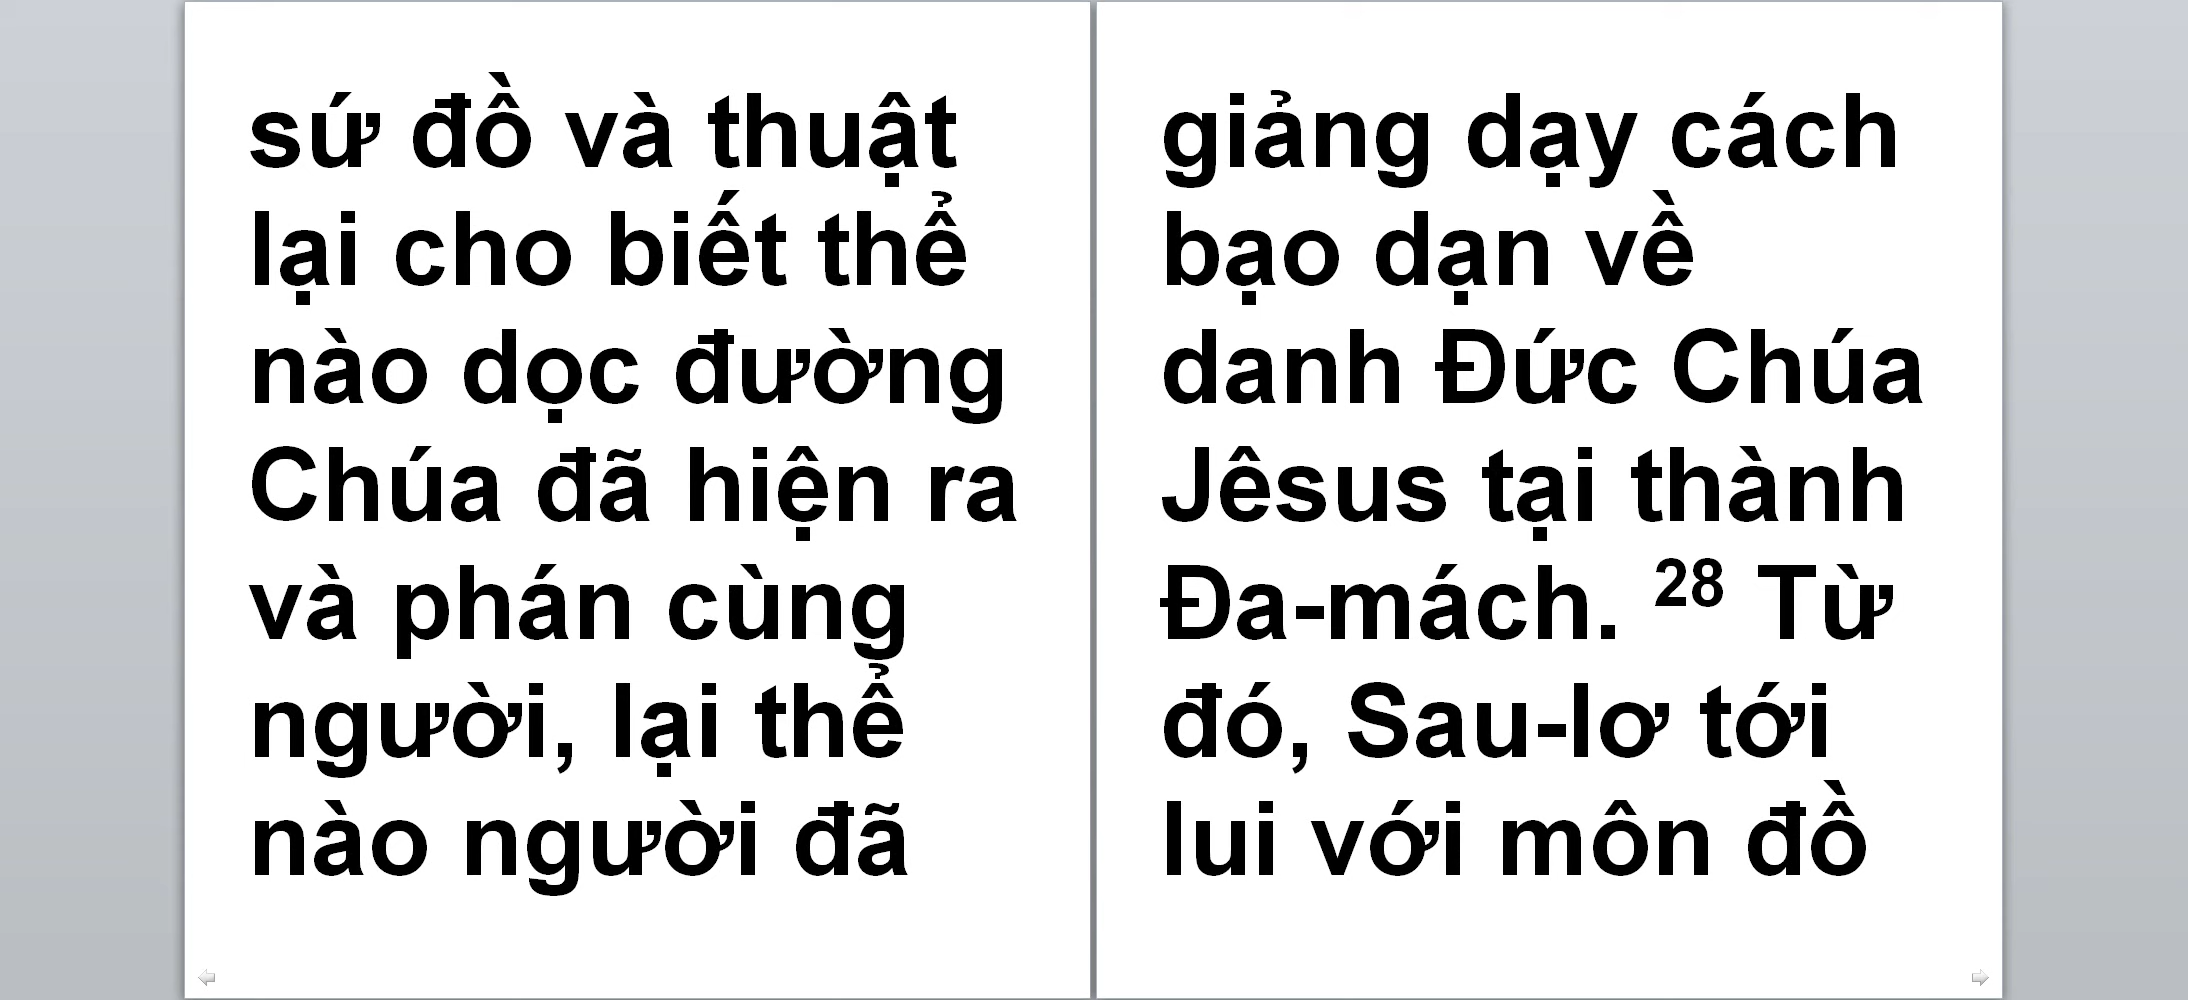 sứ đồ và thuật
lại cho biết thể
nào dọc đường
Chúa đã hiện ra
và phán cùng
người, lại thể
nào người đã
giảng dạy cách
bạo dạn về
danh Đức Chúa
Jêsus tại thành
Đa-mách. 28 Từ
đó, Sau-lơ tới
lui với môn đồ